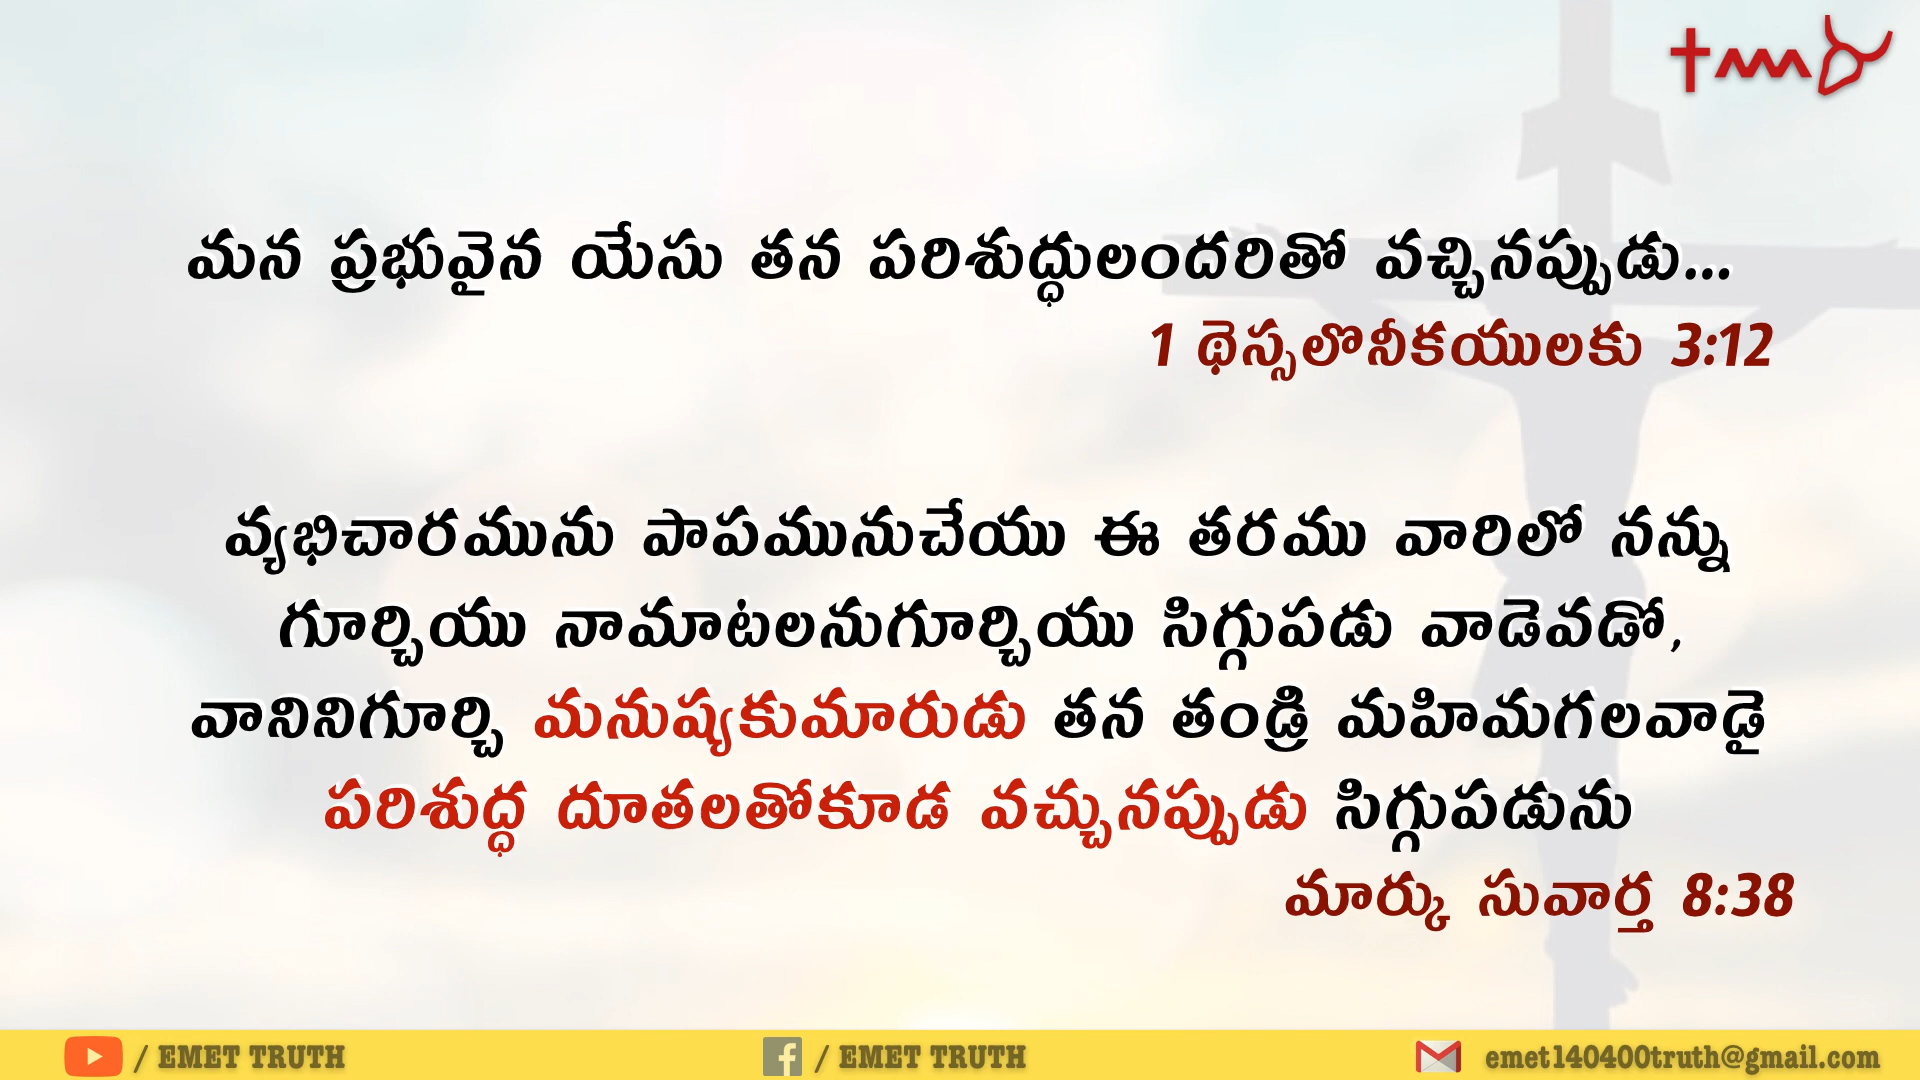 మన ప్రభువైన యేసు తన పరిశుద్ధులందరితో వచ్చినప్పుడు...
1 థెస్సలొనీకయులకు 3:12
వ్యభిచారమును పాపమునుచేయు ఈ తరము వారిలో నన్ను
గూర్చియు నామాటలనుగూర్చియు సిగ్గుపడు వాడెవడో,
వానినిగూర్చి మనుష్యకుమారుడు తన తండ్రి మహిమగలవాడై
పరిశుద్ధ దూతలతోకూడ వచ్చునప్పుడు సిగ్గుపడును
మార్కు సువార్త 8:38
/ EMET TRUTH
/ EMET TRUTH
emet140400truth@gmail.com